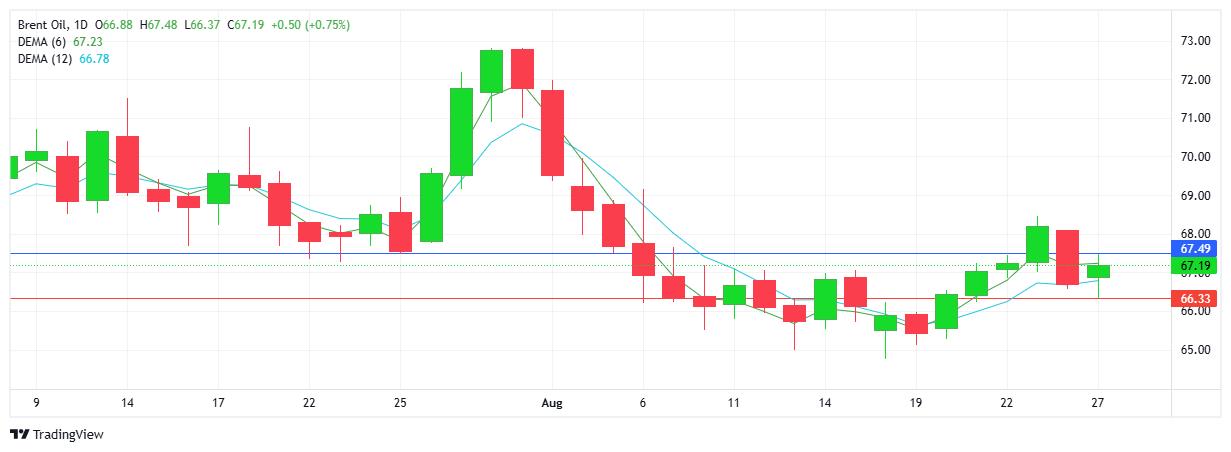 Brent Oil, 1D O66.88 H67.48 L66.37 C67.19 +0.50 (+0.75%)
DEMA (6) 67.23
DEMA (12) 66.78
73.00
72.00
71.00
70.00
69.00
68.00
67.49
67.19
67.00
66.33
66.00
65.00
9 14 17 22 25 Aug 6 11 14 19 22 27
TradingView